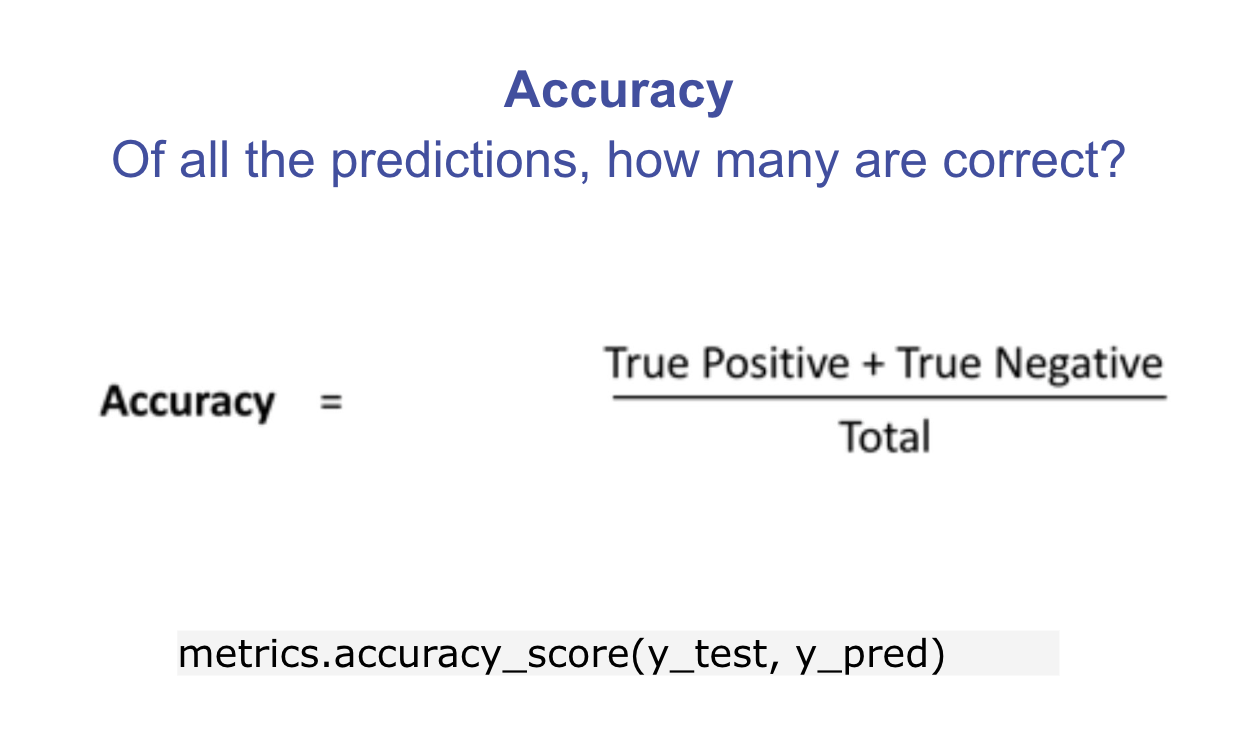 Accuracy
Of all the predictions, how many are correct?
True Positive + True Negative
Accuracy =
Total
metrics.accuracy_score(y_test, y_pred)